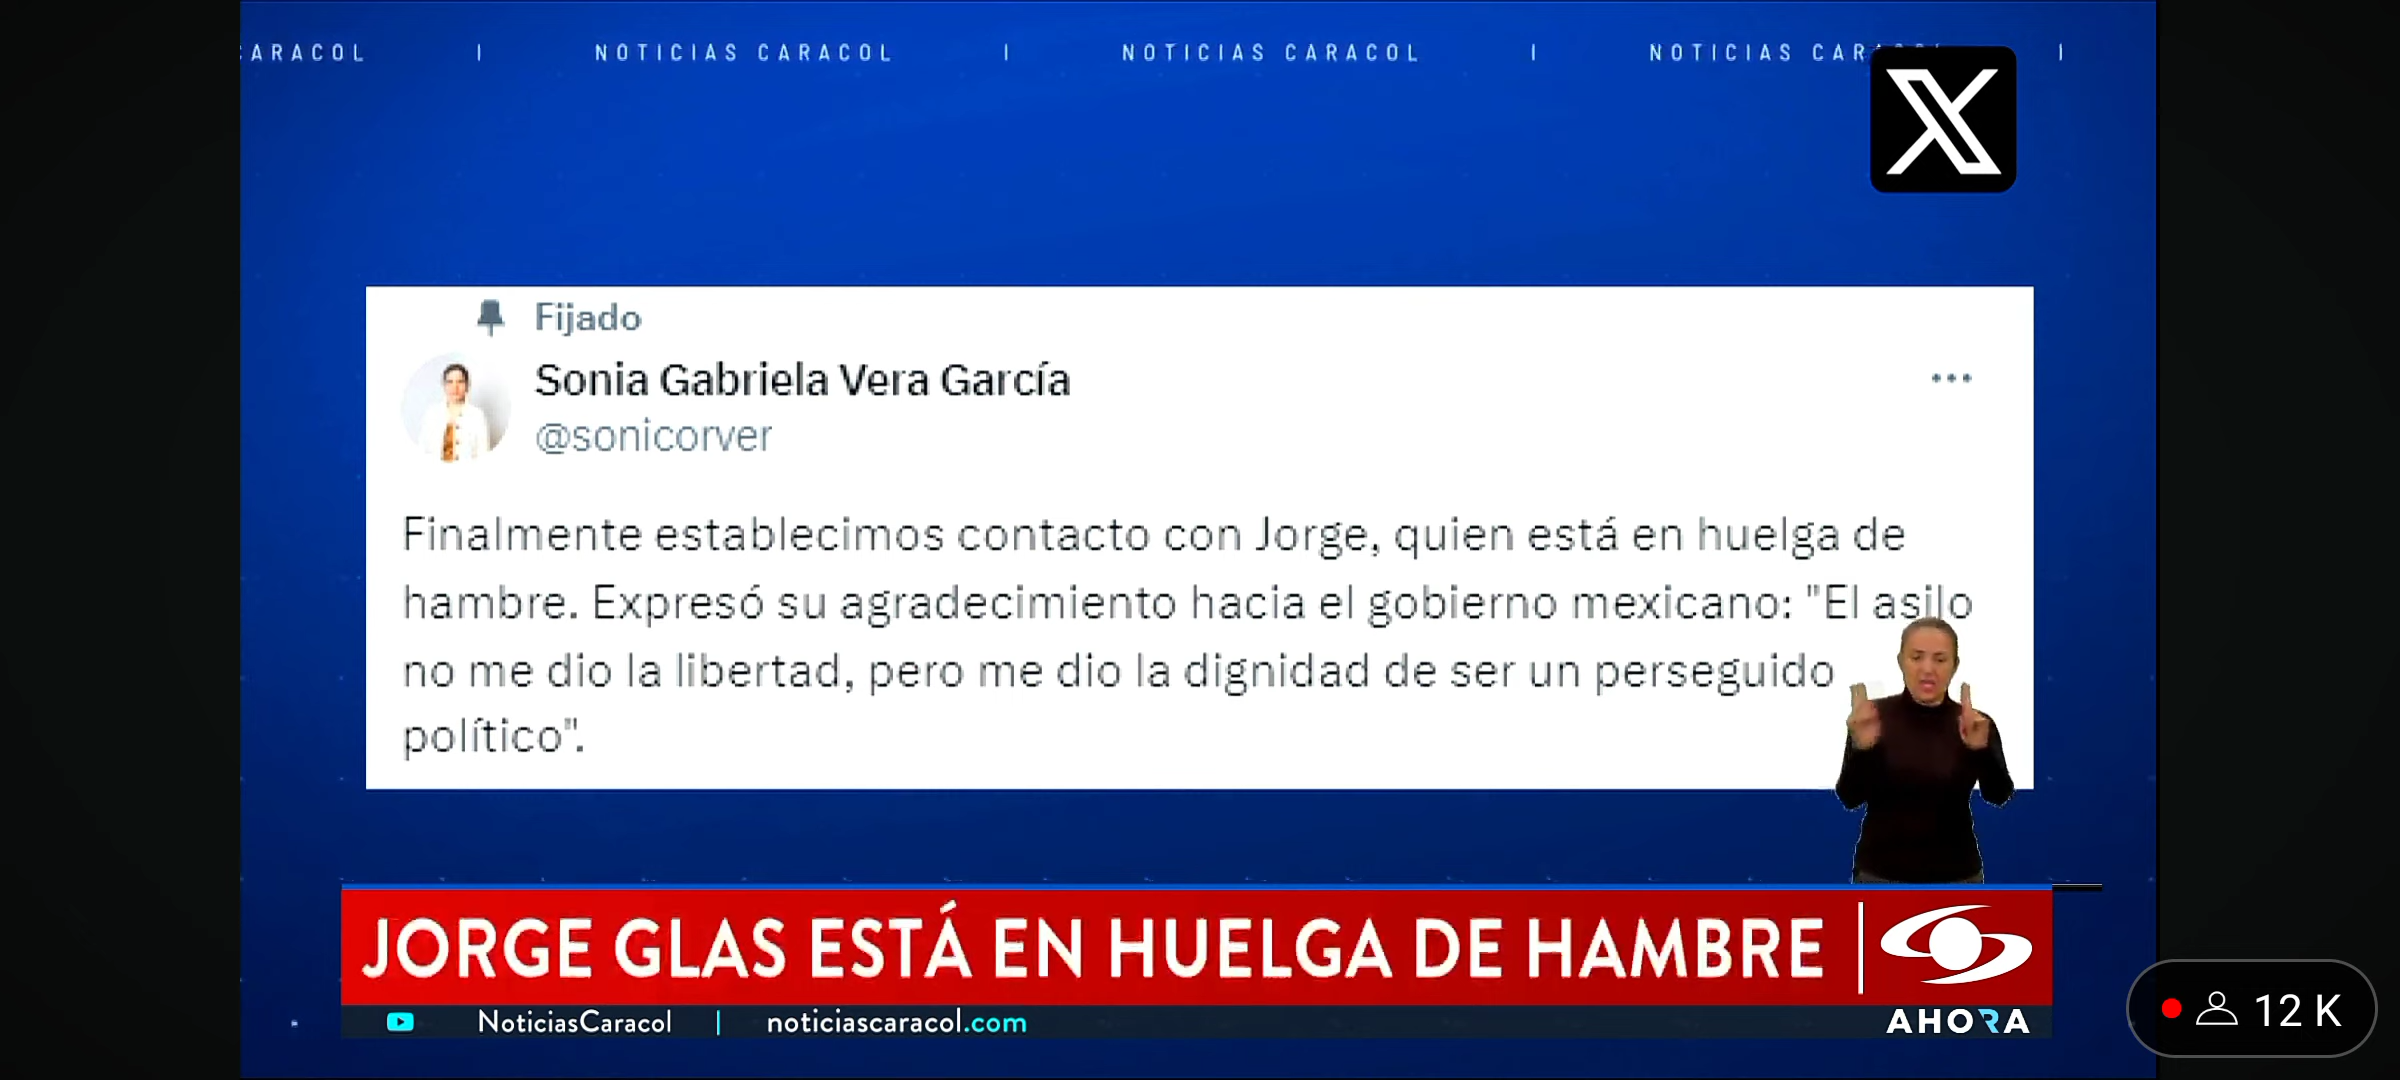 CARACOL | NOTICIAS CARACOL | NOTICIAS CARACOL | NOTICIAS |
Fijado
Sonia Gabriela Vera García
@sonicorver
Finalmente establecimos contacto con Jorge, quien está en huelga de
hambre. Expresó su agradecimiento hacia el gobierno mexicano: "El asilo
no me dio la libertad, pero me dio la dignidad de ser un perseguido
político".
JORGE GLAS ESTÁ EN HUELGA DE HAMBRE
NoticiasCaracol | noticiascaracol.com
AHORA
12 K